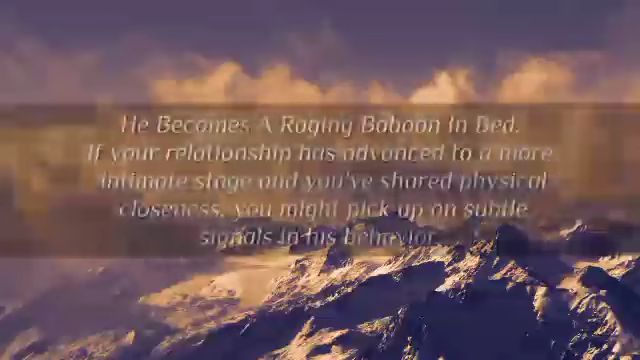 He Becomes A Raging Baboon In Bed.
If your relationship has advanced to a more
intimate stage and you've shared physical
closeness, you might pick up on subtle
signals in his behavior.